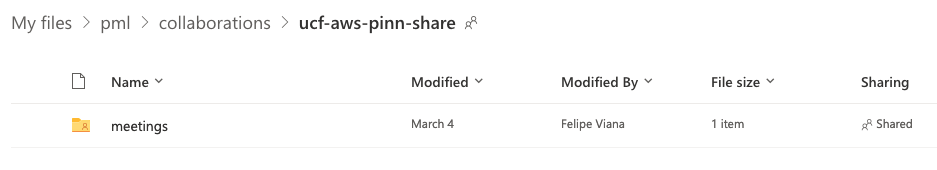 My files > pml > collaborations > ucf-aws-pinn-share
Name Modified Modified By File size Sharing
meetings March 4 Felipe Viana 1 item Shared